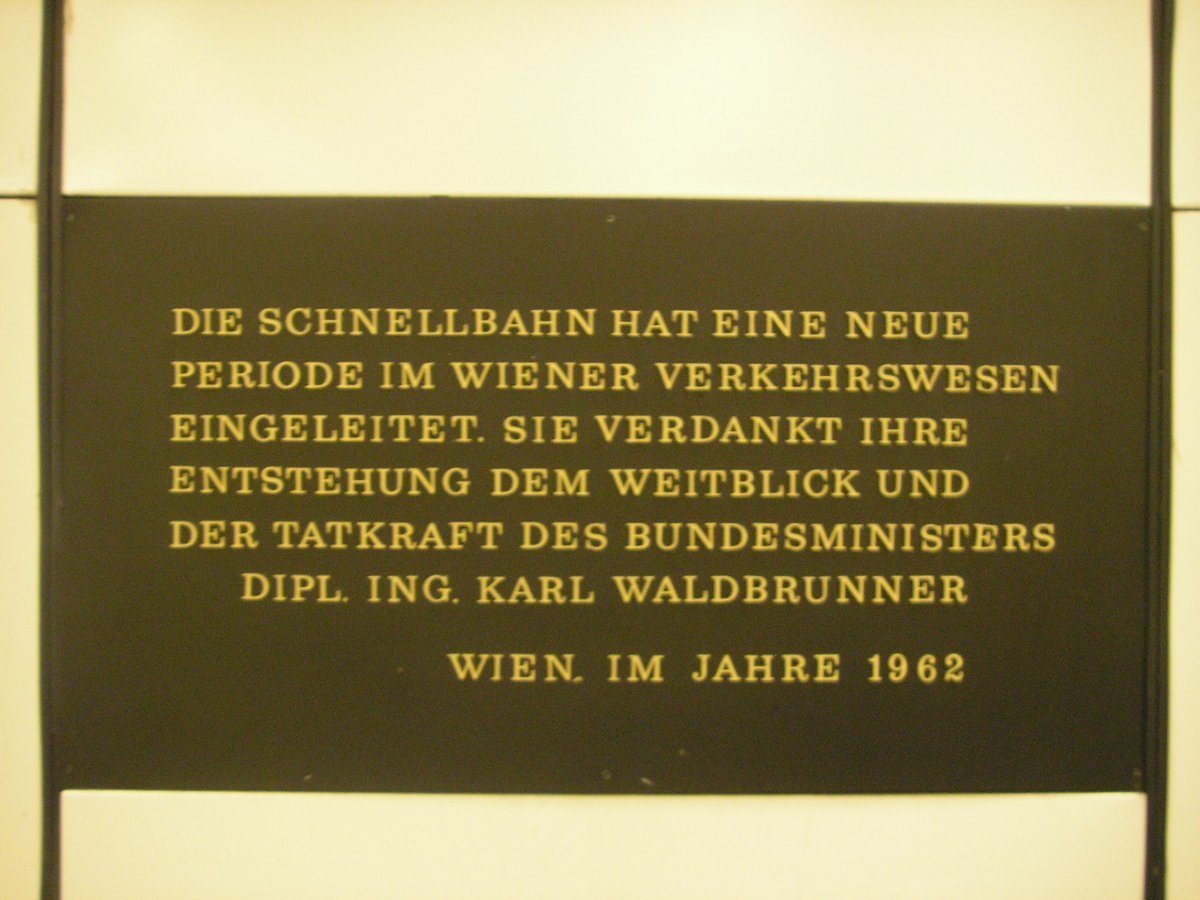 DIE SCHNELLBAHN HAT EINE NEUE
PERIODE IM WIENER VERKEHRSWESEN
EINGELEITET. SIE VERDANKT IHRE
ENTSTEHUNG DEM WEITBLICK UND
DER TATKRAFT DES BUNDESMINISTERS
DIPL. ING. KARL WALDBRUNNER
WIEN, IM JAHRE 1962